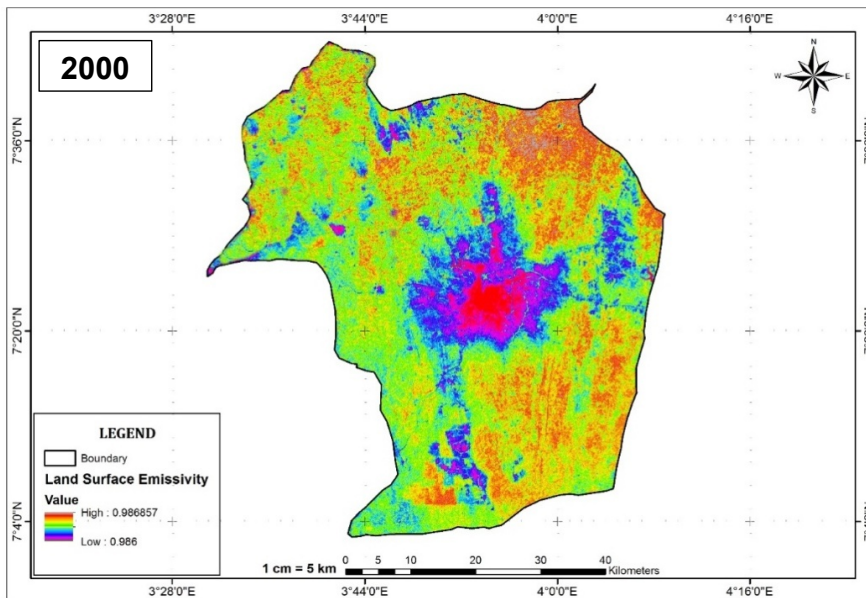 3°28'0"E 3°44'0"E 4°0'0"E 4°16'0"E
2000
N
W E
S
7°36'0"N
7°20'0"N
7°4'0"N
LEGEND
Boundary
Land Surface Emissivity
Value
High : 0.986857
Low : 0.986
1 cm = 5 km
0 5 10 20 30 40
Kilometers
3°28'0"E 3°44'0"E 4°0'0"E 4°16'0"E